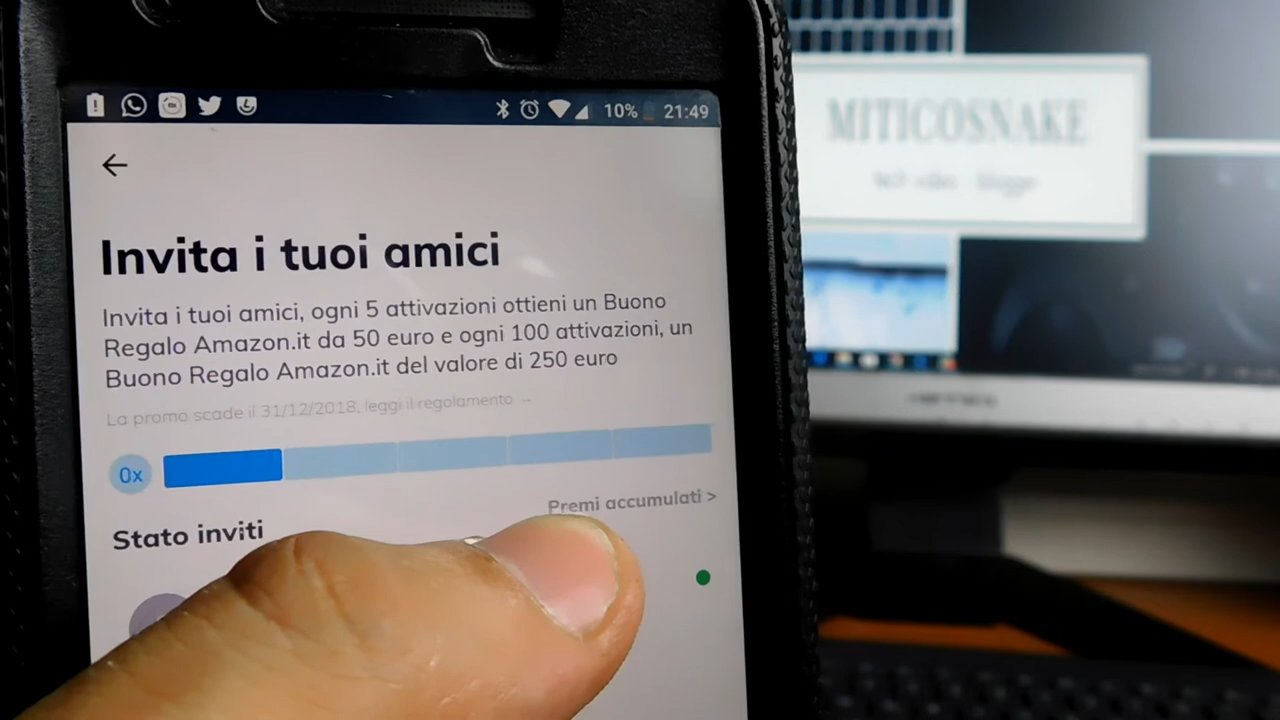 10% 21:49
Invita i tuoi amici
Invita i tuoi amici, ogni 5 attivazioni ottieni un Buono
Regalo Amazon.it da 50 euro e ogni 100 attivazioni, un
Buono Regalo Amazon.it del valore di 250 euro
La promo scade il 31/12/2018, leggi il regolamento →
0x
Premi accumulati >
Stato inviti
MITICOSNAKE